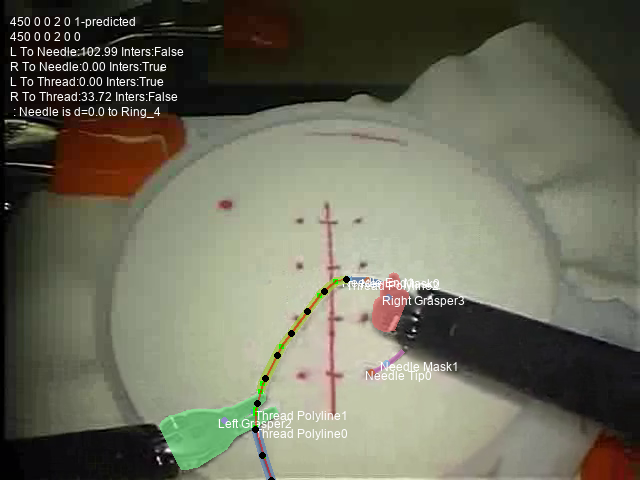 450 0 0 2 0 1-predicted
450 0 0 2 0 0
L To Needle:102.99 Inters:False
R To Needle:0.00 Inters:True
L To Thread:0.00 Inters:True
R To Thread:33.72 Inters:False
: Needle is d=0.0 to Ring_4
Right Grasper3
Needle Mask1
Needle Tip0
Thread Polyline1
Left Grasper2
Thread Polyline0